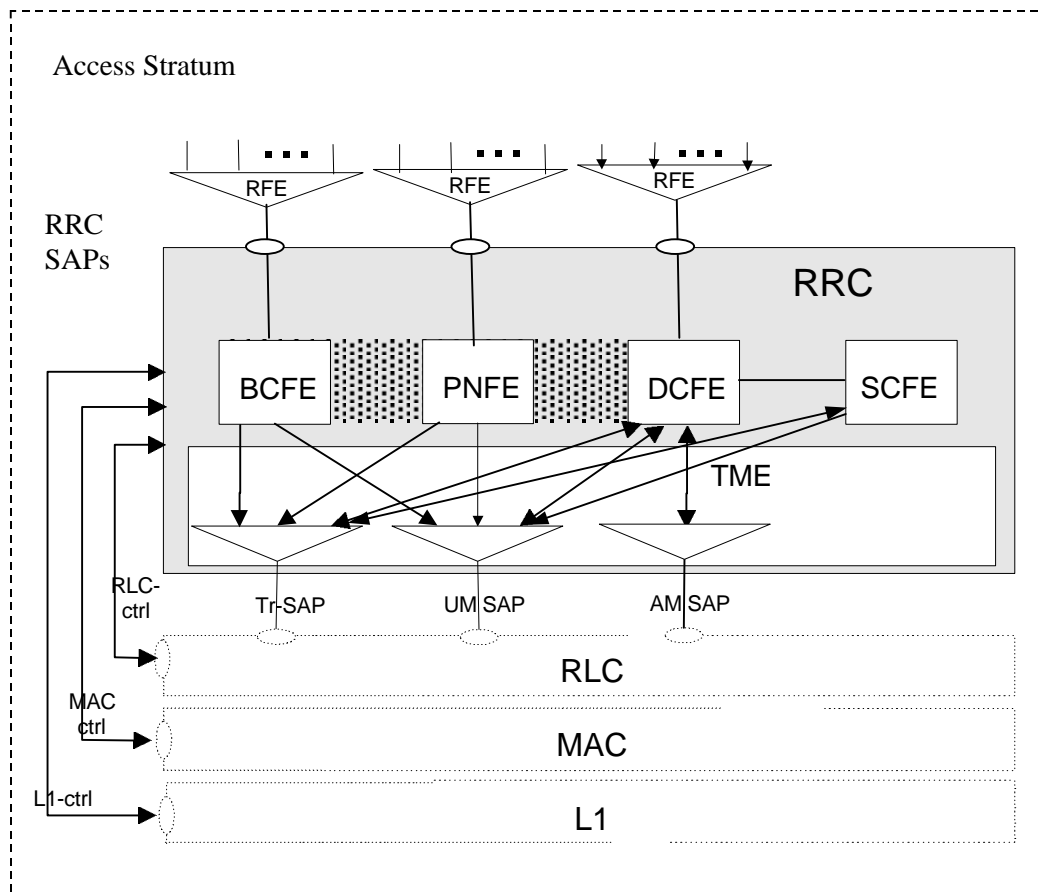 Access Stratum
RFE
RFE
RFE
RRC
SAPs
RRC
BCFE
PNFE
DCFE
SCFE
TME
RLC-
ctrl
Tr-SAP
UM SAP
AM SAP
RLC
MAC
ctrl
MAC
L1-ctrl
L1